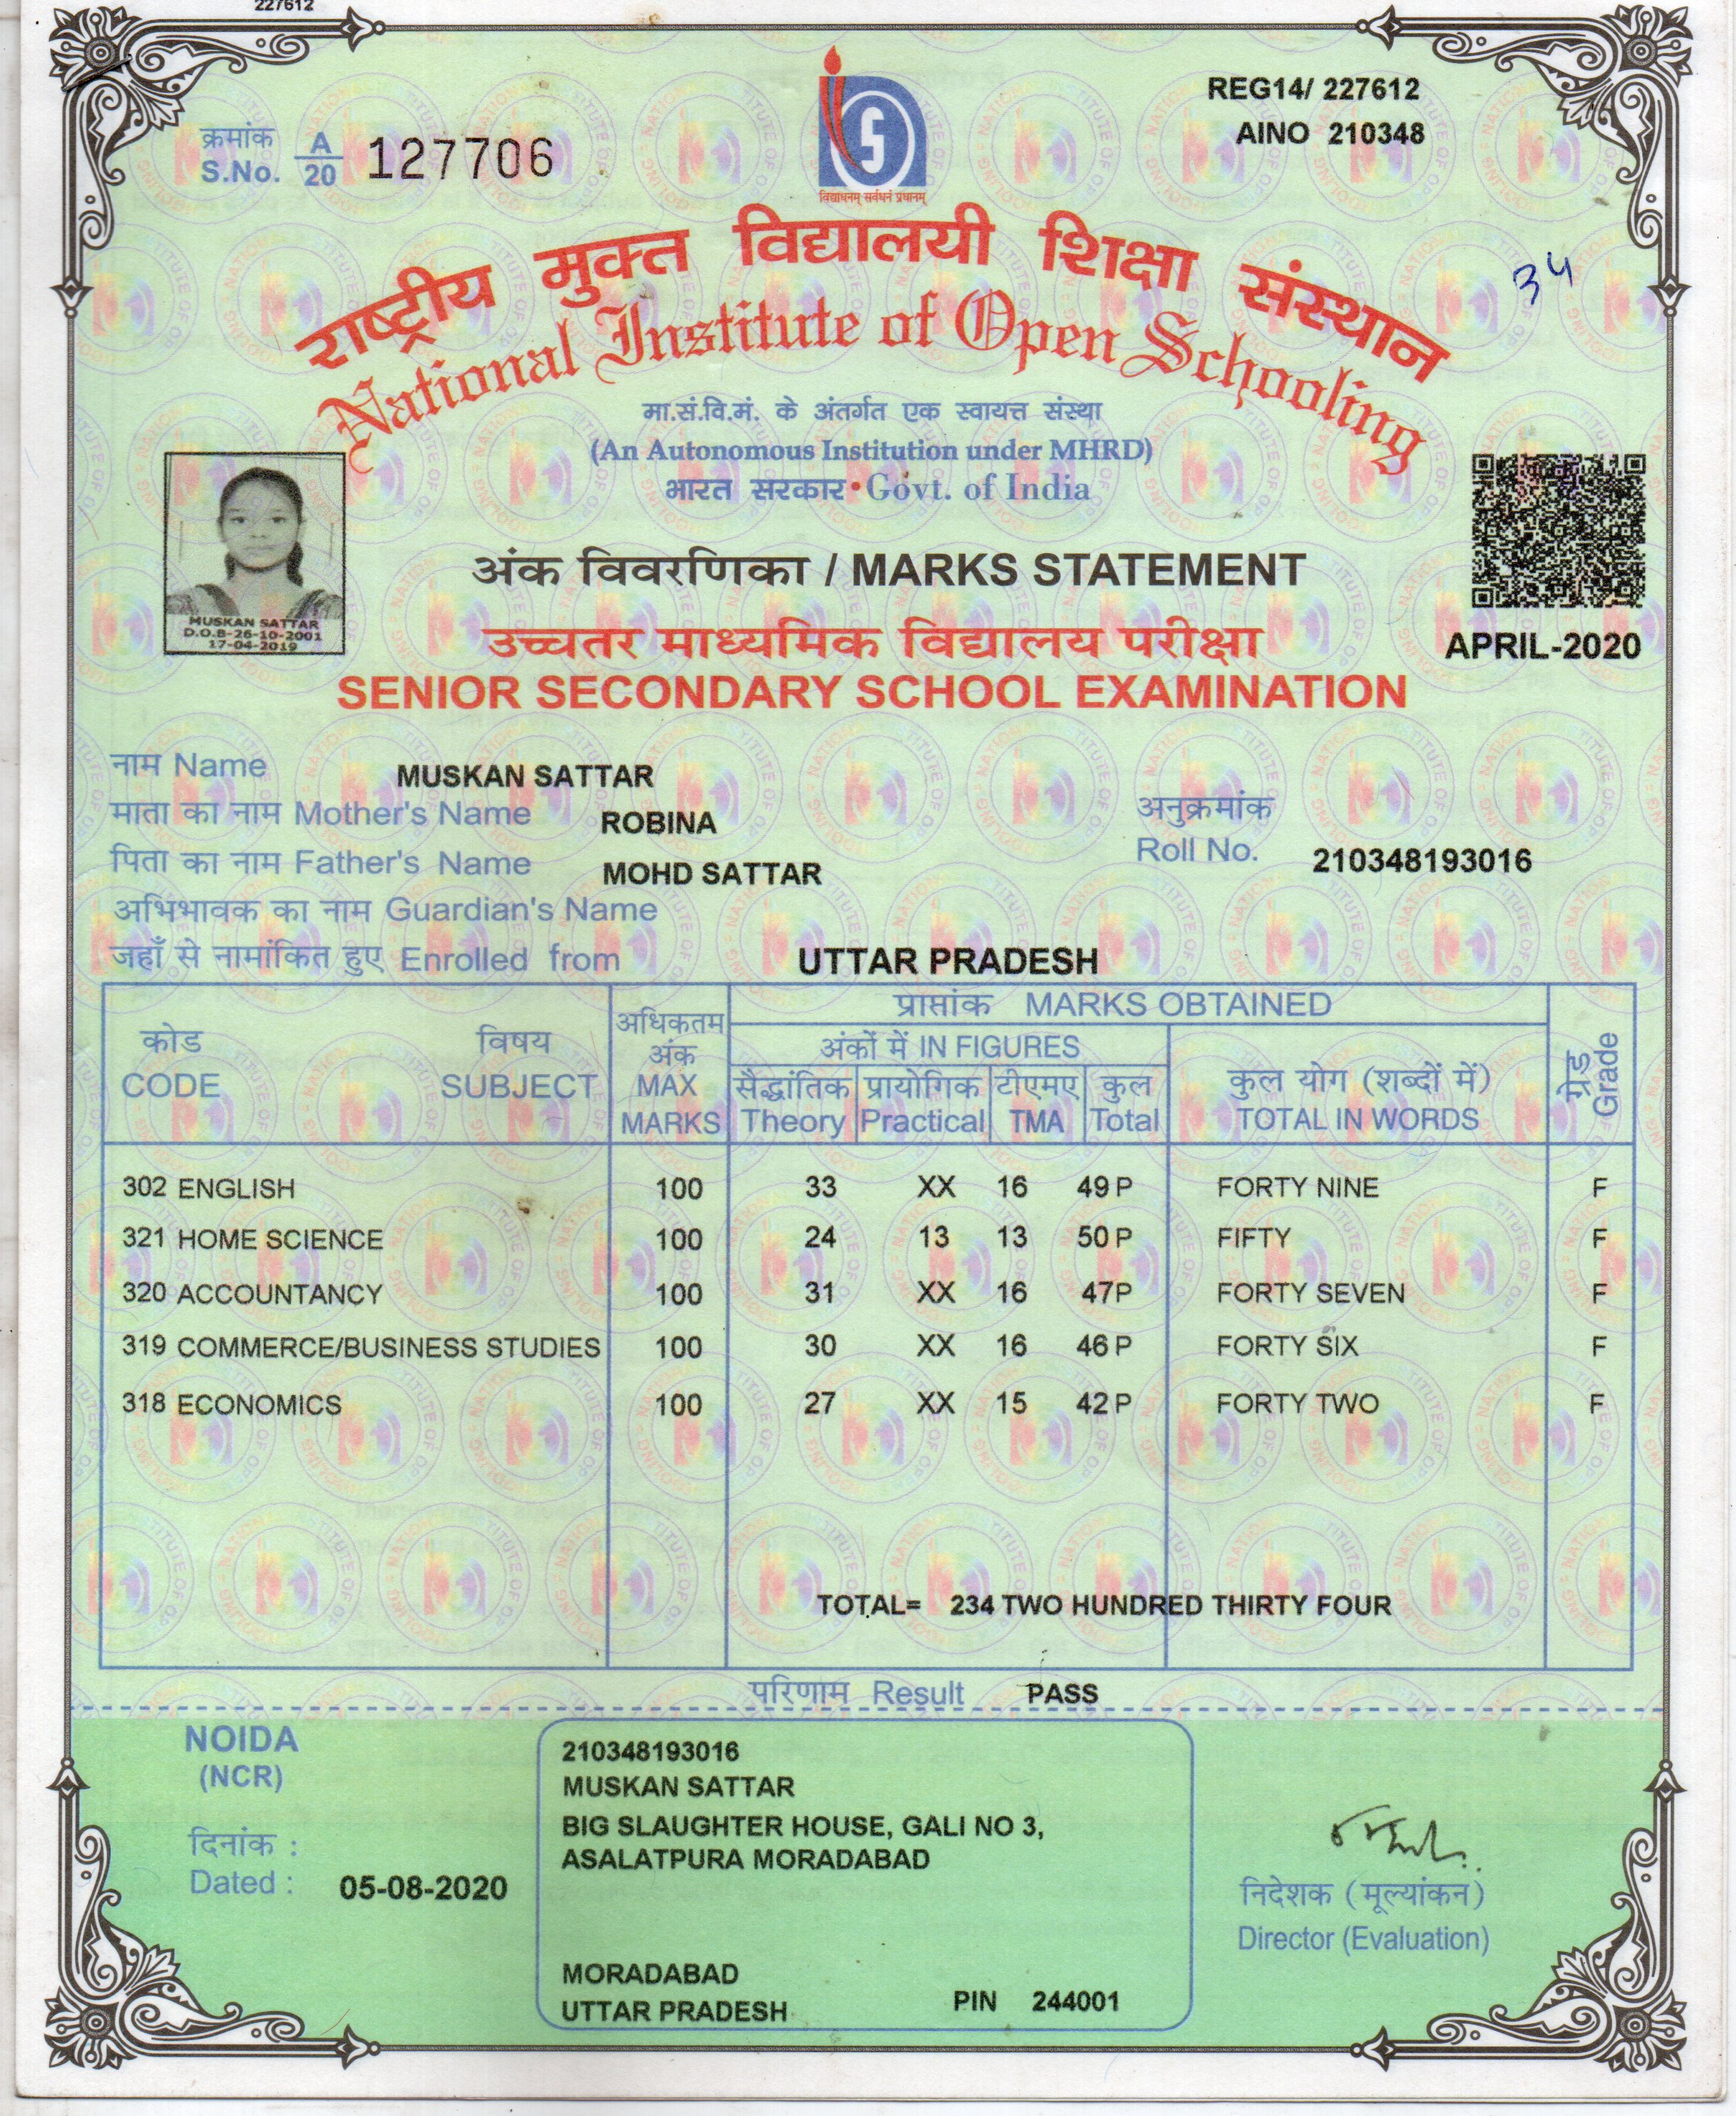 227612
REG14/ 227612
AINO 210348
क्रमांक
S.No. A/20 127706
विद्याधनम् सर्वधनं प्रधानम्
34
राष्ट्रीय मुक्त विद्यालयी शिक्षा संस्थान
National Institute of Open Schooling
मा.सं.वि.मं. के अंतर्गत एक स्वायत्त संस्था
(An Autonomous Institution under MHRD)
भारत सरकार • Govt. of India
अंक विवरणिका / MARKS STATEMENT
MUSKAN SATTAR
D.O.B-26-10-2001
17-04-2019
उच्चतर माध्यमिक विद्यालय परीक्षा
APRIL-2020
SENIOR SECONDARY SCHOOL EXAMINATION
नाम Name MUSKAN SATTAR
माता का नाम Mother's Name ROBINA
पिता का नाम Father's Name MOHD SATTAR
अनुक्रमांक
Roll No. 210348193016
अभिभावक का नाम Guardian's Name
जहाँ से नामांकित हुए Enrolled from UTTAR PRADESH
कोड
CODE
विषय
SUBJECT
अधिकतम
अंक
MAX
MARKS
प्राप्तांक MARKS OBTAINED
अंकों में IN FIGURES
सैद्धांतिक प्रायोगिक टीएमए कुल
Theory Practical TMA Total
कुल योग (शब्दों में)
TOTAL IN WORDS
ग्रेड
Grade
302 ENGLISH 100 33 XX 16 49 P FORTY NINE F
321 HOME SCIENCE 100 24 13 13 50 P FIFTY F
320 ACCOUNTANCY 100 31 XX 16 47P FORTY SEVEN F
319 COMMERCE/BUSINESS STUDIES 100 30 XX 16 46 P FORTY SIX F
318 ECONOMICS 100 27 XX 15 42 P FORTY TWO F
TOTAL= 234 TWO HUNDRED THIRTY FOUR
परिणाम Result PASS
NOIDA
(NCR)
दिनांक :
Dated : 05-08-2020
210348193016
MUSKAN SATTAR
BIG SLAUGHTER HOUSE, GALI NO 3,
ASALATPURA MORADABAD
MORADABAD
UTTAR PRADESH PIN 244001
निदेशक (मूल्यांकन)
Director (Evaluation)